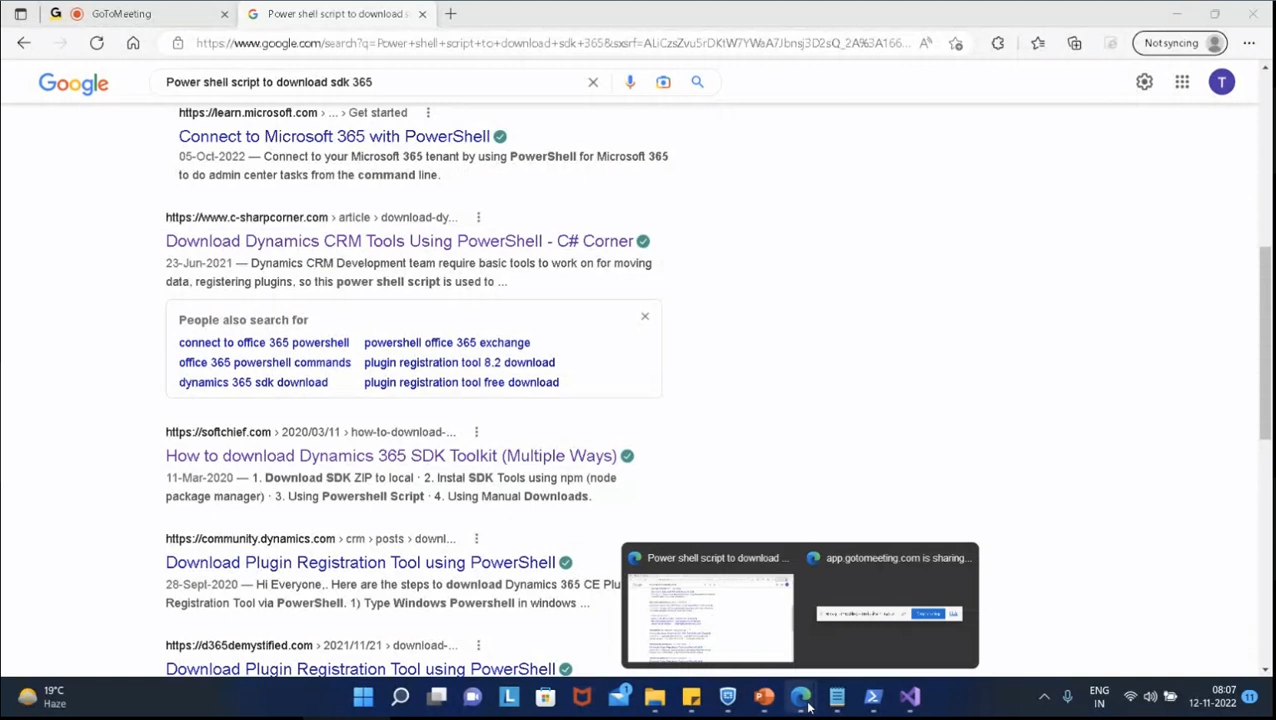 GoToMeeting
Power shell script to download s
https://www.google.com/search?q=Power+shell+script+to+download+sdk+365&sxsrf=ALiCzsZvu5rDKtW7YWaA7Jbnsj3D2sQ_2A%3A166...
Not syncing
Google
Power shell script to download sdk 365
T
https://learn.microsoft.com › ... › Get started
Connect to Microsoft 365 with PowerShell
05-Oct-2022 — Connect to your Microsoft 365 tenant by using PowerShell for Microsoft 365
to do admin center tasks from the command line.
https://www.c-sharpcorner.com › article › download-dy...
Download Dynamics CRM Tools Using PowerShell - C# Corner
23-Jun-2021 — Dynamics CRM Development team require basic tools to work on for moving
data, registering plugins, so this power shell script is used to ...
People also search for
connect to office 365 powershell
powershell office 365 exchange
office 365 powershell commands
plugin registration tool 8.2 download
dynamics 365 sdk download
plugin registration tool free download
https://softchief.com › 2020/03/11 › how-to-download-...
How to download Dynamics 365 SDK Toolkit (Multiple Ways)
11-Mar-2020 — 1. Download SDK ZIP to local · 2. Instal SDK Tools using npm (node
package manager) · 3. Using Powershell Script · 4. Using Manual Downloads.
https://community.dynamics.com › crm › posts › downl...
Download Plugin Registration Tool using PowerShell
28-Sept-2020 — Hi Everyone. Here are the steps to download Dynamics 365 CE Plu
Registration Tool via PowerShell. 1) Type Windows Powershell in windows ...
Download Plugin Registration Tool using PowerShell
Power shell script to download ...
app.gotomeeting.com is sharing...
19°C
Haze
ENG
IN
08:07
12-11-2022
11